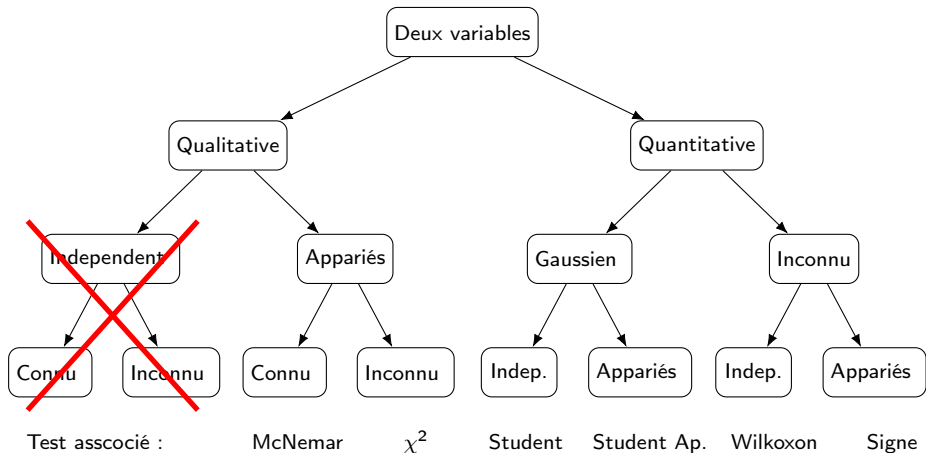 Deux variables
Qualitative Quantitative
Independent Appariés Gaussien Inconnu
Connu Inconnu Connu Inconnu Indep. Appariés Indep. Appariés
Test asscocié : McNemar χ² Student Student Ap. Wilkoxon Signe